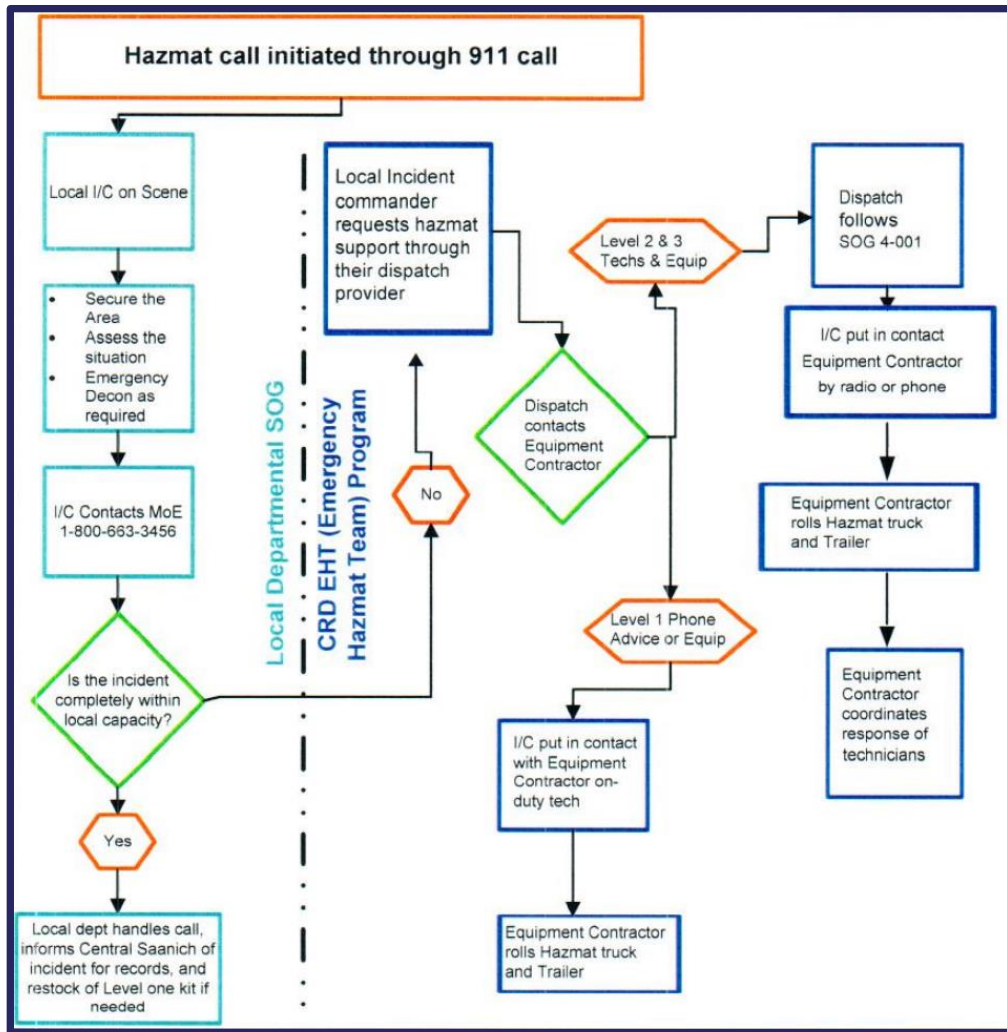 Hazmat call initiated through 911 call
Local I/C on Scene
• Secure the
Area
• Assess the
situation
• Emergency
Decon as
required
I/C Contacts MoE
1-800-663-3456
Is the incident
completely within
local capacity?
Yes
Local dept handles call,
informs Central Saanich of
incident for records, and
restock of Level one kit if
needed
Local Departmental SOG
CRD EHT (Emergency
Hazmat Team) Program
No
Local Incident
commander
requests hazmat
support through
their dispatch
provider
Dispatch
contacts
Equipment
Contractor
Level 2 & 3
Techs & Equip
Dispatch
follows
SOG 4-001
I/C put in contact
Equipment Contractor
by radio or phone
Equipment Contractor
rolls Hazmat truck
and Trailer
Equipment
Contractor
coordinates
response of
technicians
Level 1 Phone
Advice or Equip
I/C put in contact
with Equipment
Contractor on-
duty tech
Equipment Contractor
rolls Hazmat truck
and Trailer